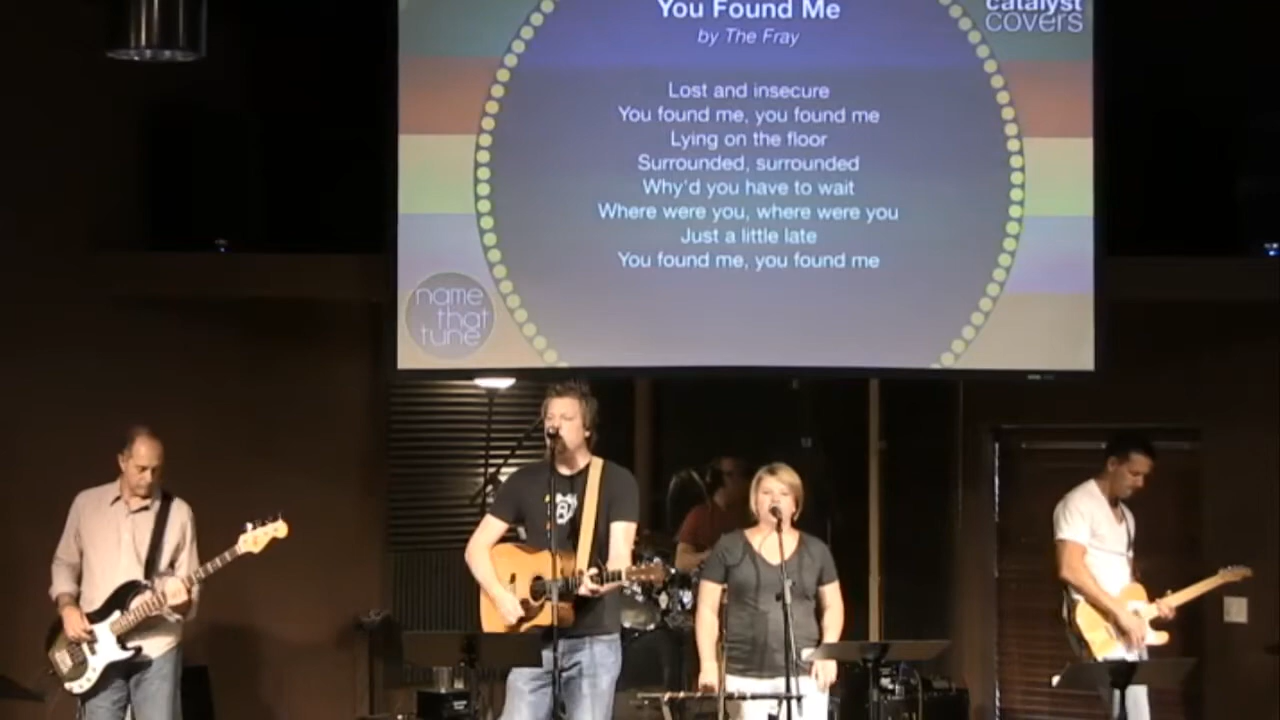 You Found Me
by The Fray
catalyst
covers
Lost and insecure
You found me, you found me
Lying on the floor
Surrounded, surrounded
Why'd you have to wait
Where were you, where were you
Just a little late
You found me, you found me
name
that
tune